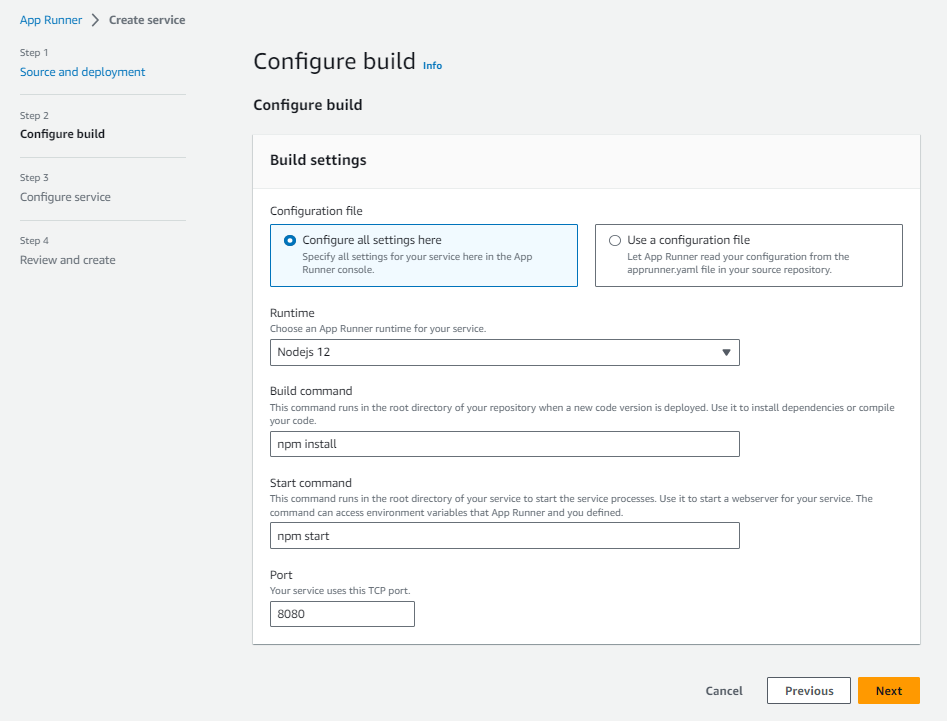 App Runner > Create service
Step 1
Source and deployment
Step 2
Configure build
Step 3
Configure service
Step 4
Review and create
Configure build Info
Configure build
Build settings
Configuration file
Configure all settings here
Specify all settings for your service here in the App
Runner console.
Use a configuration file
Let App Runner read your configuration from the
apprunner.yaml file in your source repository.
Runtime
Choose an App Runner runtime for your service.
Nodejs 12
Build command
This command runs in the root directory of your repository when a new code version is deployed. Use it to install dependencies or compile
your code.
npm install
Start command
This command runs in the root directory of your service to start the service processes. Use it to start a webserver for your service. The
command can access environment variables that App Runner and you defined.
npm start
Port
Your service uses this TCP port.
8080
Cancel Previous Next